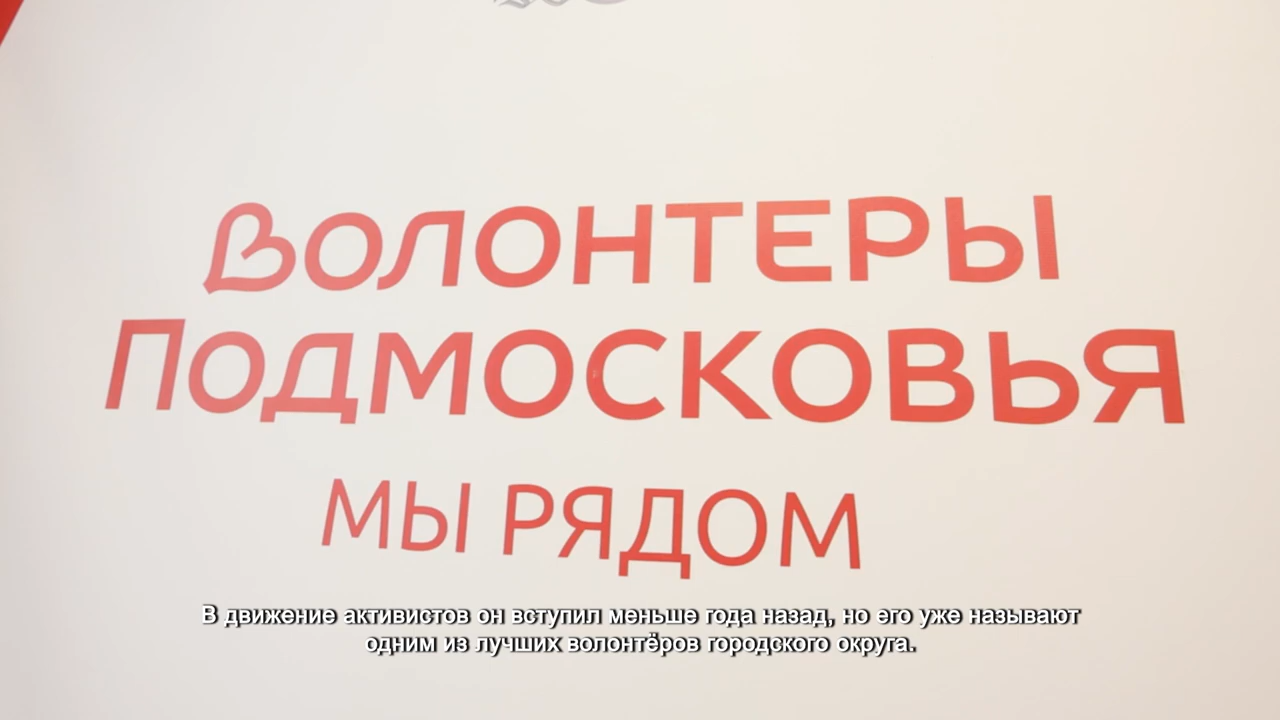 ВОЛОНТЕРЫ
ПОДМОСКОВЬЯ
МЫ РЯДОМ
В движение активистов он вступил меньше года назад, но его уже называют
одним из лучших волонтёров городского округа.